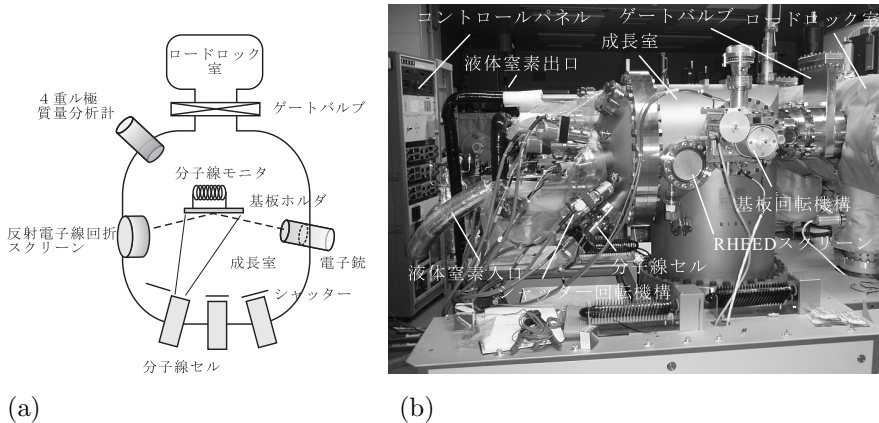 ロードロック
室
４重ル極
質量分析計
ゲートバルブ
分子線モニタ
基板ホルダ
反射電子線回折
スクリーン
成長室
電子銃
シャッター
分子線セル
(a)
コントロールパネル
ゲートバルブ
ロードロック室
成長室
液体窒素出口
基板回転機構
RHEEDスクリーン
分子線セル
液体窒素入口
ャッター回転機構
(b)